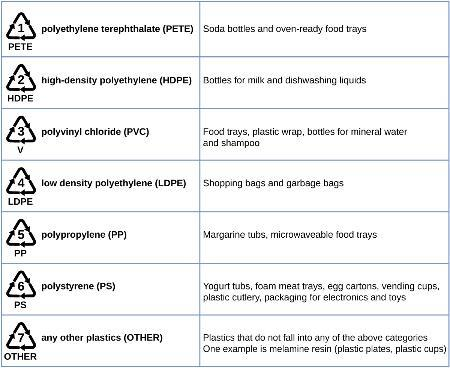 1
PETE
polyethylene terephthalate (PETE)
Soda bottles and oven-ready food trays
2
HDPE
high-density polyethylene (HDPE)
Bottles for milk and dishwashing liquids
3
V
polyvinyl chloride (PVC)
Food trays, plastic wrap, bottles for mineral water
and shampoo
4
LDPE
low density polyethylene (LDPE)
Shopping bags and garbage bags
5
PP
polypropylene (PP)
Margarine tubs, microwaveable food trays
6
PS
polystyrene (PS)
Yogurt tubs, foam meat trays, egg cartons, vending cups,
plastic cutlery, packaging for electronics and toys
7
OTHER
any other plastics (OTHER)
Plastics that do not fall into any of the above categories
One example is melamine resin (plastic plates, plastic cups)